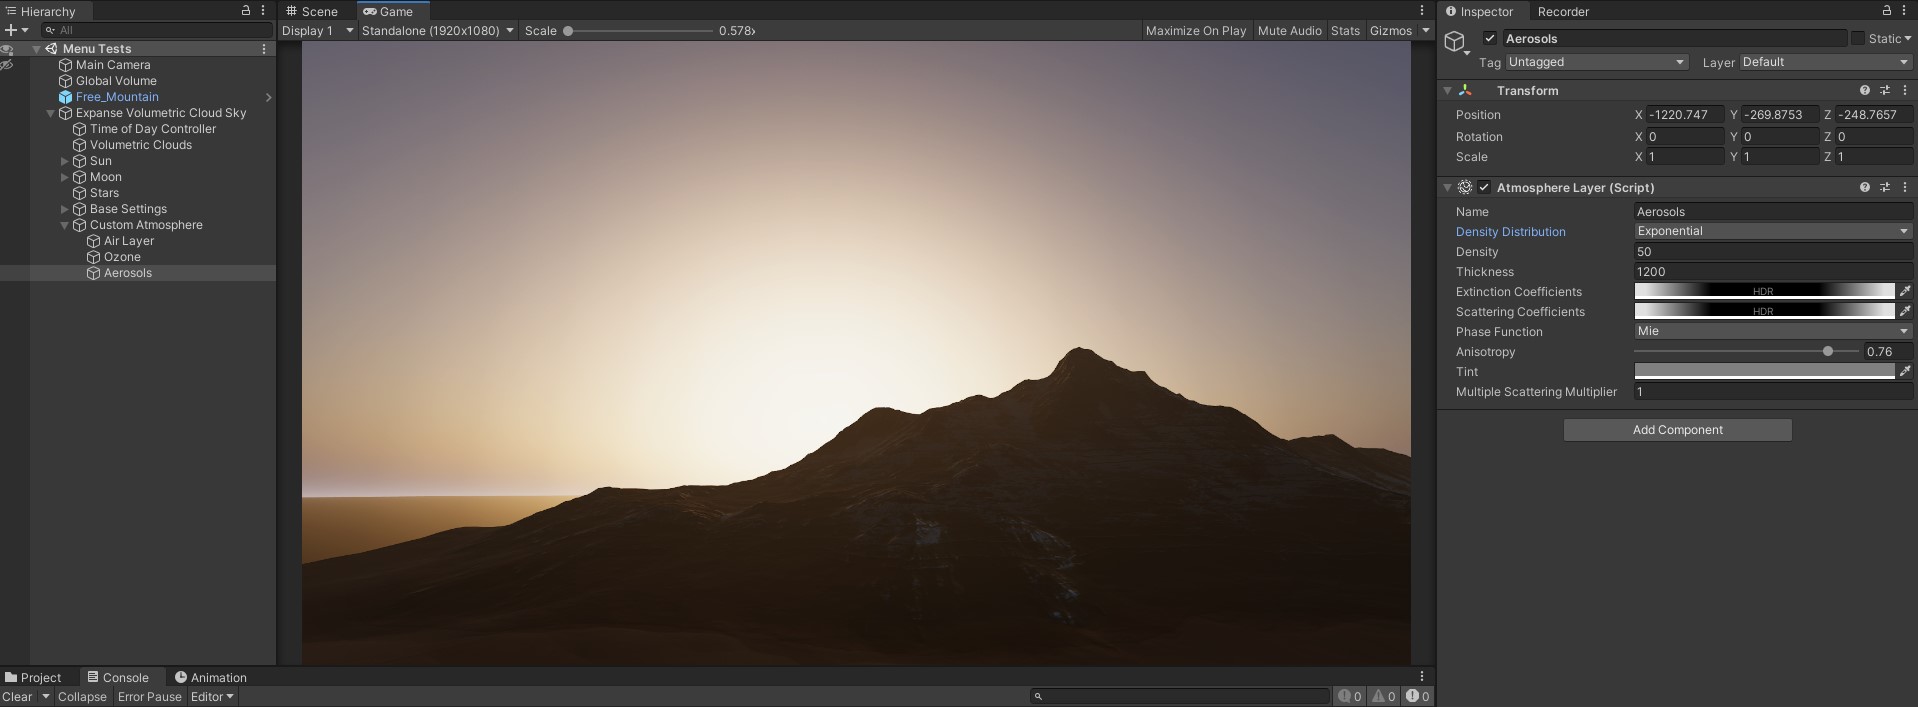 Hierarchy
All
Menu Tests
Main Camera
Global Volume
Free_Mountain
Expanse Volumetric Cloud Sky
Time of Day Controller
Volumetric Clouds
Sun
Moon
Stars
Base Settings
Custom Atmosphere
Air Layer
Ozone
Aerosols
Scene Game
Display 1 Standalone (1920x1080) Scale 0.578x Maximize On Play Mute Audio Stats Gizmos
Inspector Recorder
Aerosols Static
Tag Untagged Layer Default
Transform
Position X -1220.747 Y -269.8753 Z -248.7657
Rotation X 0 Y 0 Z 0
Scale X 1 Y 1 Z 1
Atmosphere Layer (Script)
Name Aerosols
Density Distribution Exponential
Density 50
Thickness 1200
Extinction Coefficients HDR
Scattering Coefficients HDR
Phase Function Mie
Anisotropy 0.76
Tint
Multiple Scattering Multiplier 1
Add Component
Project Console Animation
Clear Collapse Error Pause Editor 0 0 0